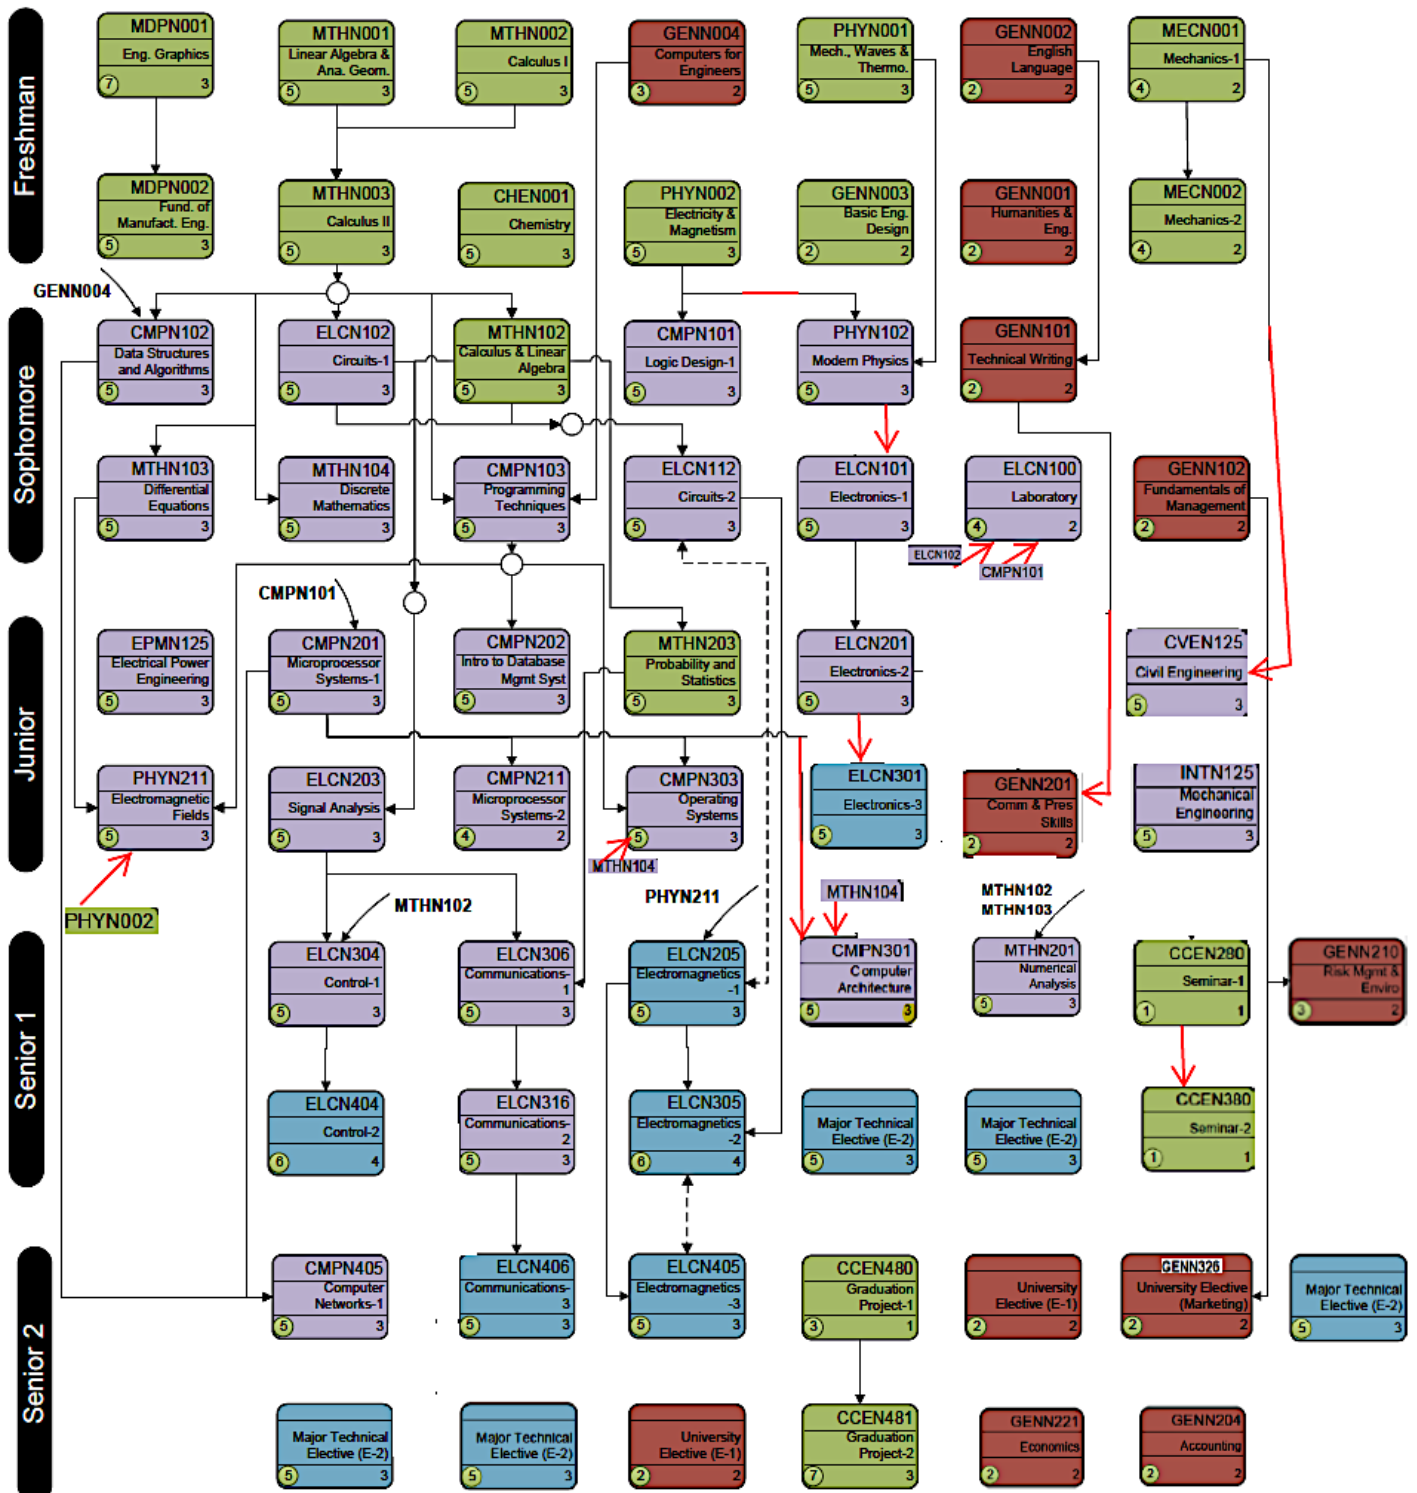 Freshman
MDPN001
Eng. Graphics
7 3
MTHN001
Linear Algebra &
Ana. Geom.
5 3
MTHN002
Calculus I
5 3
GENN004
Computers for
Engineers
3 2
PHYN001
Mech., Waves &
Thermo.
5 3
GENN002
English
Language
2 2
MECN001
Mechanics-1
4 2
MDPN002
Fund. of
Manufact. Eng.
5 3
MTHN003
Calculus II
5 3
CHEN001
Chemistry
5 3
PHYN002
Electricity &
Magnetism
5 3
GENN003
Basic Eng.
Design
2 2
GENN001
Humanities &
Eng.
2 2
MECN002
Mechanics-2
4 2
GENN004
Sophomore
CMPN102
Data Structures
and Algorithms
5 3
ELCN102
Circuits-1
5 3
MTHN102
Calculus & Linear
Algebra
5 3
CMPN101
Logic Design-1
5 3
PHYN102
Modern Physics
5 3
GENN101
Technical Writing
2 2
MTHN103
Differential
Equations
5 3
MTHN104
Discrete
Mathematics
5 3
CMPN103
Programming
Techniques
5 3
ELCN112
Circuits-2
5 3
ELCN101
Electronics-1
5 3
ELCN100
Laboratory
4 2
GENN102
Fundamentals of
Management
2 2
ELCN102
CMPN101
CMPN101
Junior
EPMN125
Electrical Power
Engineering
5 3
CMPN201
Microprocessor
Systems-1
5 3
CMPN202
Intro to Database
Mgmt Syst
5 3
MTHN203
Probability and
Statistics
5 3
ELCN201
Electronics-2
5 3
CVEN125
Civil Engineering
5 3
PHYN211
Electromagnetic
Fields
5 3
ELCN203
Signal Analysis
5 3
CMPN211
Microprocessor
Systems-2
4 2
CMPN303
Operating
Systems
5 3
ELCN301
Electronics-3
5 3
GENN201
Comm & Pres
Skills
2 2
INTN125
Mechanical
Engineering
5 3
MTHN104
PHYN002
MTHN102
PHYN211
MTHN104
MTHN102
MTHN103
Senior 1
ELCN304
Control-1
5 3
ELCN306
Communications-
1
5 3
ELCN205
Electromagnetics
-1
5 3
CMPN301
Computer
Architecture
5 3
MTHN201
Numerical
Analysis
5 3
CCEN280
Seminar-1
1 1
GENN210
Risk Mgmt &
Enviro
3 2
ELCN404
Control-2
6 4
ELCN316
Communications-
2
5 3
ELCN305
Electromagnetics
-2
6 4
Major Technical
Elective (E-2)
5 3
Major Technical
Elective (E-2)
5 3
CCEN380
Seminar-2
1 1
Senior 2
CMPN405
Computer
Networks-1
5 3
ELCN406
Communications-
3
5 3
ELCN405
Electromagnetics
-3
5 3
CCEN480
Graduation
Project-1
3 1
University
Elective (E-1)
2 2
GENN326
University Elective
(Marketing)
2 2
Major Technical
Elective (E-2)
5 3
Major Technical
Elective (E-2)
5 3
Major Technical
Elective (E-2)
5 3
University
Elective (E-1)
2 2
CCEN481
Graduation
Project-2
7 3
GENN221
Economics
2 2
GENN204
Accounting
2 2